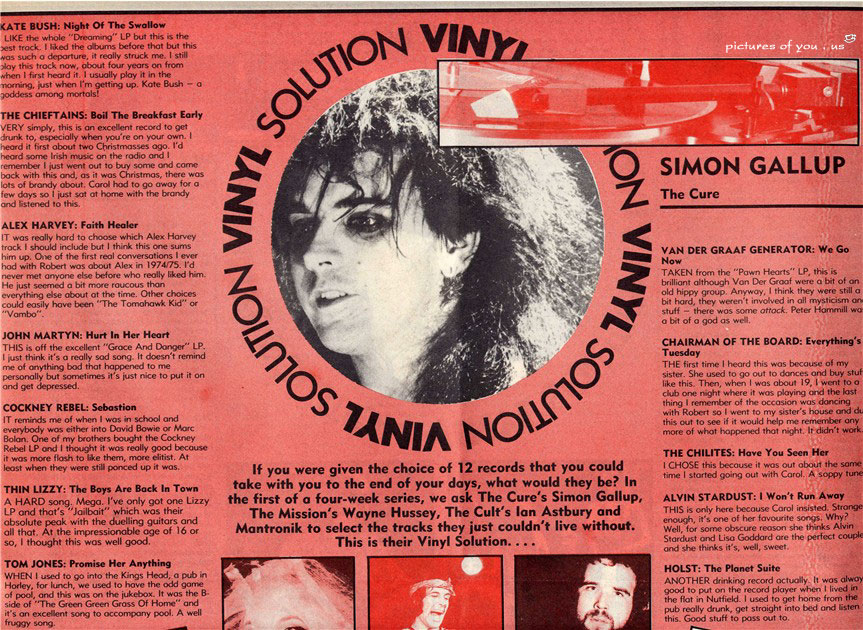 pictures of you : us
VINYL SOLUTION VINYL SOLUTION VINYL SOLUTION VINYL SOLUTION
SIMON GALLUP
The Cure
If you were given the choice of 12 records that you could
take with you to the end of your days, what would they be? In
the first of a four-week series, we ask The Cure's Simon Gallup,
The Mission's Wayne Hussey, The Cult's Ian Astbury and
Mantronik to select the tracks they just couldn't live without.
This is their Vinyl Solution. . . .
KATE BUSH: Night Of The Swallow
I LIKE the whole "Dreaming" LP but this is the
best track. I liked the albums before that but this
was such a departure, it really struck me. I still
play this track now, about four years on from
when I first heard it. I usually play it in the
morning, just when I'm getting up. Kate Bush — a
goddess among mortals!
THE CHIEFTAINS: Boil The Breakfast Early
VERY simply, this is an excellent record to get
drunk to, especially when you're on your own. I
heard it first about two Christmasses ago. I'd
heard some Irish music on the radio and I
remember I just went out to buy some and came
back with this and, as it was Christmas, there was
lots of brandy about. Carol had to go away for a
few days so I just sat at home with the brandy
and listened to this.
ALEX HARVEY: Faith Healer
IT was really hard to choose which Alex Harvey
track I should include but I think this one sums
him up. One of the first real conversations I ever
had with Robert was about Alex in 1974/75. I'd
never met anyone else before who really liked him.
He just seemed a bit more raucous than
everything else about at the time. Other choices
could easily have been "The Tomahawk Kid" or
"Vambo".
JOHN MARTYN: Hurt In Her Heart
THIS is off the excellent "Grace And Danger" LP.
I just think it's a really sad song. It doesn't remind
me of anything bad that happened to me
personally but sometimes it's just nice to put it on
and get depressed.
COCKNEY REBEL: Sebastion
IT reminds me of when I was in school and
everybody was either into David Bowie or Marc
Bolan. One of my brothers bought the Cockney
Rebel LP and I thought it was really good because
it was more flash to like them, more elitist. At
least when they were still ponced up it was.
THIN LIZZY: The Boys Are Back In Town
A HARD song. Mega. I've only got one Lizzy
LP and that's "Jailbait" which was their
absolute peak with the duelling guitars and
all that. At the impressionable age of 16 or
so, I thought this was well good.
TOM JONES: Promise Her Anything
WHEN I used to go into the Kings Head, a pub in
Horley, for lunch, we used to have the add game
of pool, and this was on the jukebox. It was the B-
side of "The Green Green Grass Of Home" and
it's an excellent song to accompany pool. A well
fruggy song.
VAN DER GRAAF GENERATOR: We Go
Now
TAKEN from the "Pawn Hearts" LP, this is
brilliant although Van Der Graaf were a bit of an
old hippy group. Anyway, I think they were still a
bit hard, they weren't involved in all mysticism an
stuff — there was some attack. Peter Hammill wa
a bit of a god as well.
CHAIRMAN OF THE BOARD: Everything's
Tuesday
THE first time I heard this was because of my
sister. She used to go out to dances and buy stuf
like this. Then, when I was about 19, I went to a
club one night where it was playing and the last
thing I remember of the occasion was dancing
with Robert so I went to my sister's house and du
this out to see if it would help me remember any
more of what happened that night. It didn't work.
THE CHILITES: Have You Seen Her
I CHOSE this because it was out about the same
time I started going out with Carol. A soppy tune
ALVIN STARDUST: I Won't Run Away
THIS is only here because Carol insisted. Strange
enough, it's one of her favourite songs. Why?
Well, for some obscure reason she thinks Alvin
Stardust and Lisa Goddard are the perfect couple
and she thinks it's, well, sweet.
HOLST: The Planet Suite
ANOTHER drinking record actually. It was alway
good to put on the record player when I lived in
the flat in Nutfield. I used to get home from the
pub really drunk, get straight into bed and listen
this. Good stuff to pass out to.